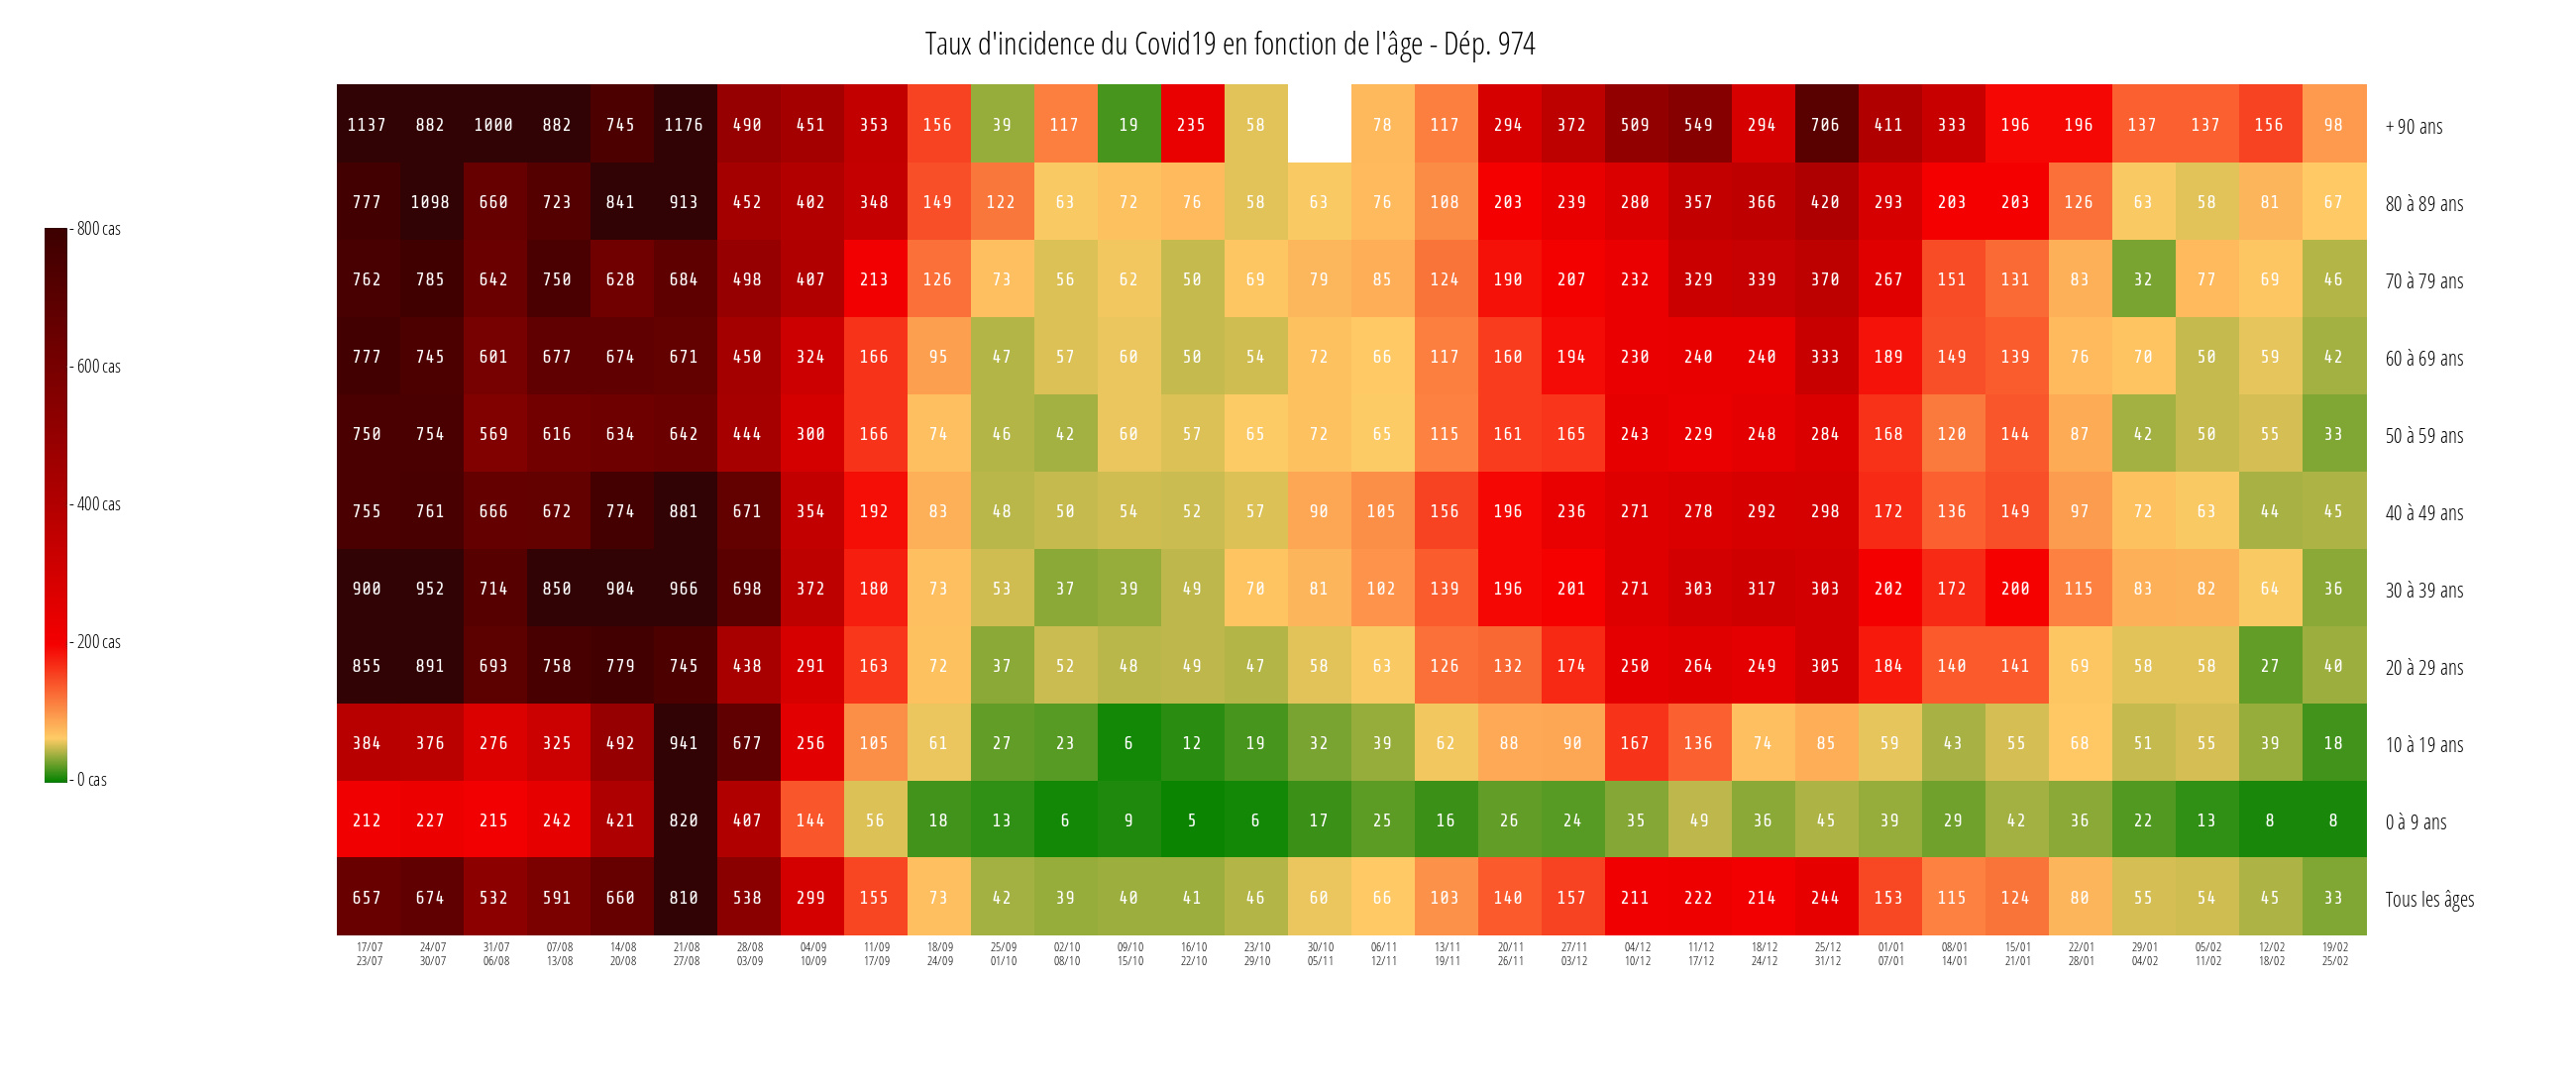 Taux d'incidence du Covid19 en fonction de l'âge - Dép. 974
- 800 cas
- 600 cas
- 400 cas
- 200 cas
- 0 cas
1137 882 1000 882 745 1176 490 451 353 156 39 117 19 235 58 78 117 294 372 509 549 294 706 411 333 196 196 137 137 156 98 + 90 ans
777 1098 660 723 841 913 452 402 348 149 122 63 72 76 58 63 76 108 203 239 280 357 366 420 293 203 203 126 63 58 81 67 80 à 89 ans
762 785 642 750 628 684 498 407 213 126 73 56 62 50 69 79 85 124 190 207 232 329 339 370 267 151 131 83 32 77 69 46 70 à 79 ans
777 745 601 677 674 671 450 324 166 95 47 57 60 50 54 72 66 117 160 194 230 240 240 333 189 149 139 76 70 50 59 42 60 à 69 ans
750 754 569 616 634 642 444 300 166 74 46 42 60 57 65 72 65 115 161 165 243 229 248 284 168 120 144 87 42 50 55 33 50 à 59 ans
755 761 666 672 774 881 671 354 192 83 48 50 54 52 57 90 105 156 196 236 271 278 292 298 172 136 149 97 72 63 44 45 40 à 49 ans
900 952 714 850 904 966 698 372 180 73 53 37 39 49 70 81 102 139 196 201 271 303 317 303 202 172 200 115 83 82 64 36 30 à 39 ans
855 891 693 758 779 745 438 291 163 72 37 52 48 49 47 58 63 126 132 174 250 264 249 305 184 140 141 69 58 58 27 40 20 à 29 ans
384 376 276 325 492 941 677 256 105 61 27 23 6 12 19 32 39 62 88 90 167 136 74 85 59 43 55 68 51 55 39 18 10 à 19 ans
212 227 215 242 421 820 407 144 56 18 13 6 9 5 6 17 25 16 26 24 35 49 36 45 39 29 42 36 22 13 8 8 0 à 9 ans
657 674 532 591 660 810 538 299 155 73 42 39 40 41 46 60 66 103 140 157 211 222 214 244 153 115 124 80 55 54 45 33 Tous les âges
17/07 24/07 31/07 07/08 14/08 21/08 28/08 04/09 11/09 18/09 25/09 02/10 09/10 16/10 23/10 30/10 06/11 13/11 20/11 27/11 04/12 11/12 18/12 25/12 01/01 08/01 15/01 22/01 29/01 05/02 12/02 19/02
23/07 30/07 06/08 13/08 20/08 27/08 03/09 10/09 17/09 24/09 01/10 08/10 15/10 22/10 29/10 05/11 12/11 19/11 26/11 03/12 10/12 17/12 24/12 31/12 07/01 14/01 21/01 28/01 04/02 11/02 18/02 25/02